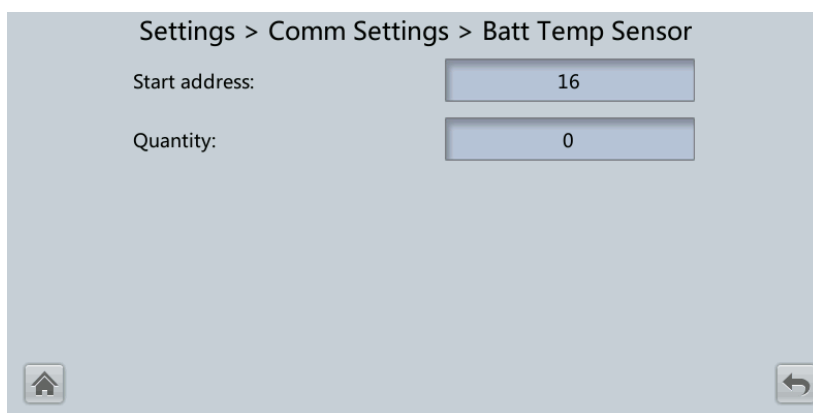 Settings > Comm Settings > Batt Temp Sensor
Start address: 16
Quantity: 0